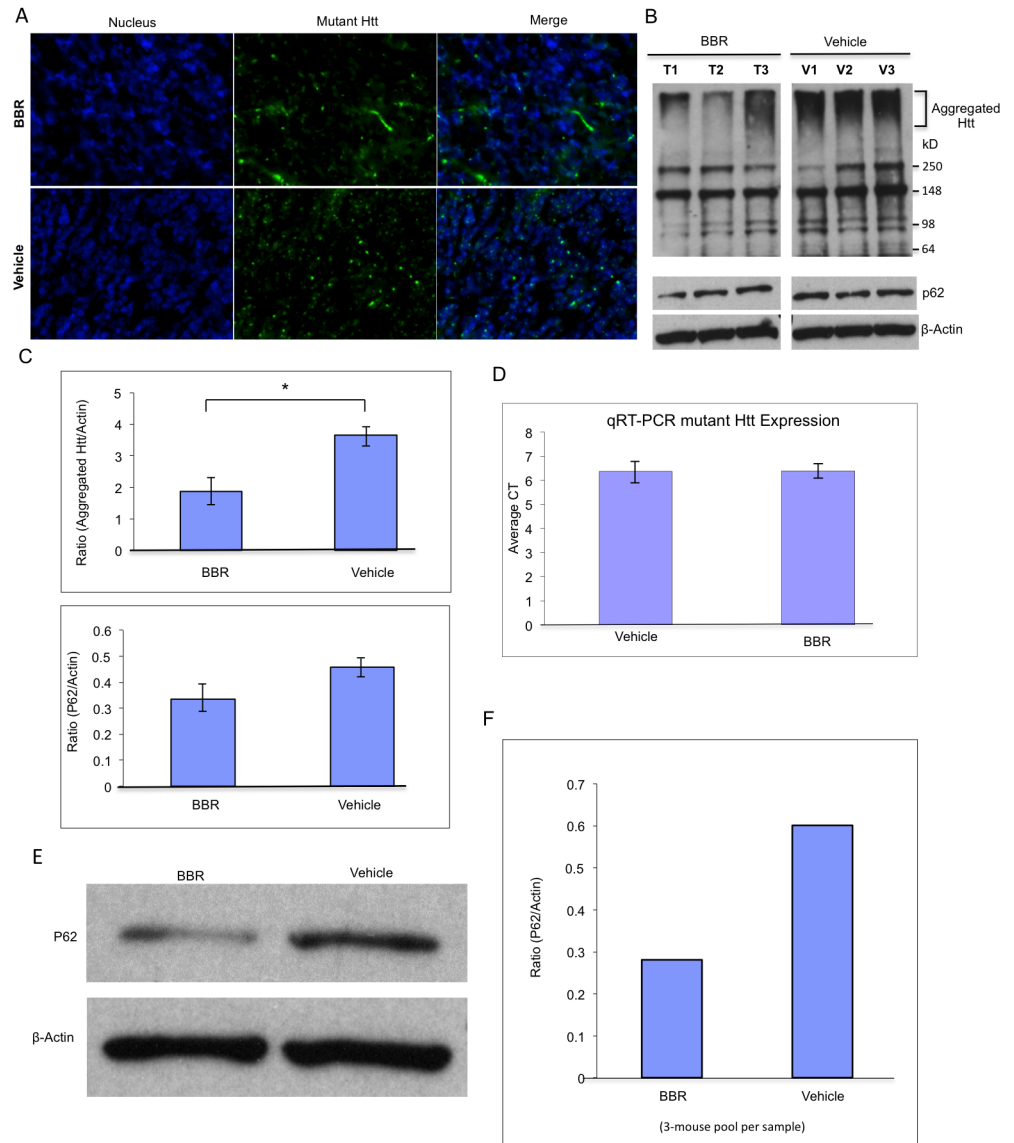 A
Nucleus Mutant Htt Merge
BBR
Vehicle
B
BBR Vehicle
T1 T2 T3 V1 V2 V3
Aggregated
Htt
kD
250
148
98
64
p62
β-Actin
C
Ratio (Aggregated Htt/Actin)
5
4
3
2
1
0
*
BBR Vehicle
Ratio (P62/Actin)
0.6
0.5
0.4
0.3
0.2
0.1
0
BBR Vehicle
D
qRT-PCR mutant Htt Expression
Average CT
8
7
6
5
4
3
2
1
0
Vehicle BBR
E
BBR Vehicle
P62
β-Actin
F
Ratio (P62/Actin)
0.7
0.6
0.5
0.4
0.3
0.2
0.1
0
BBR Vehicle
(3-mouse pool per sample)